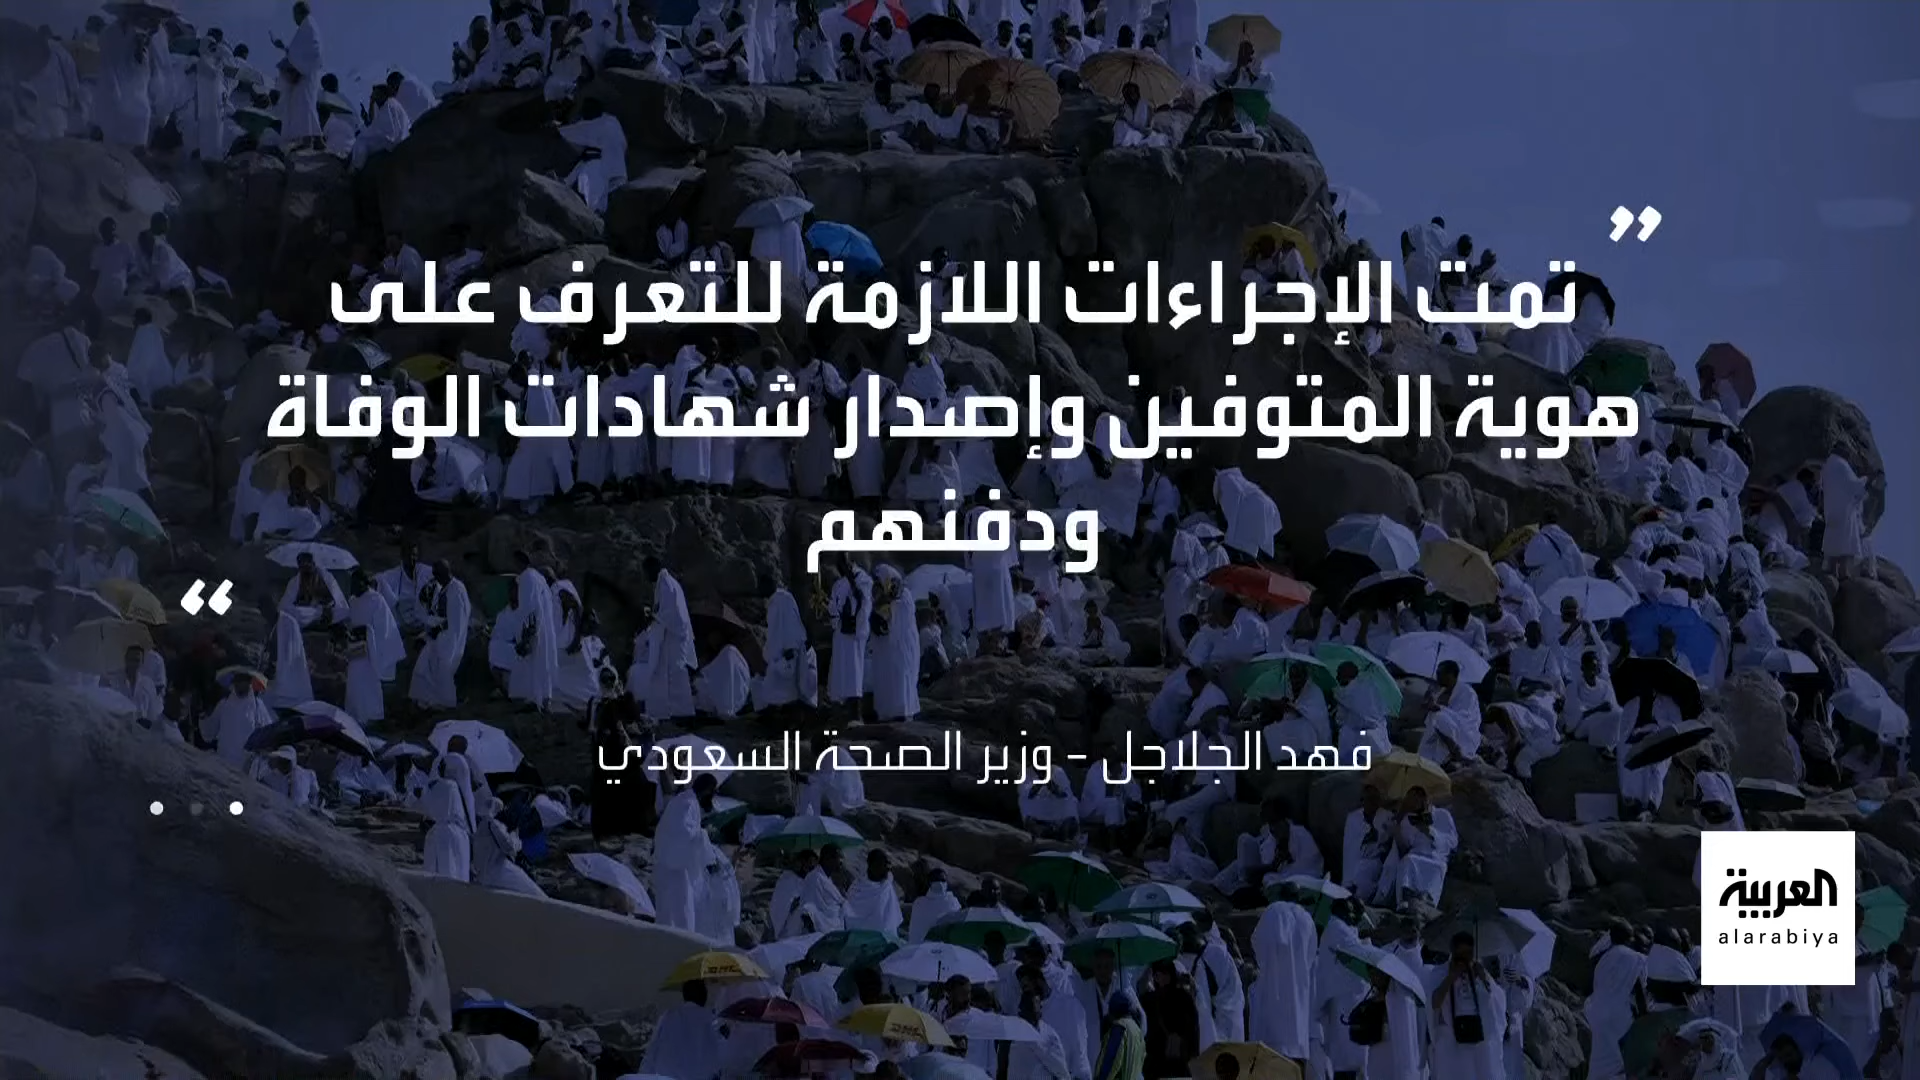 ”
تمت الإجراءات اللازمة للتعرف على
هوية المتوفين وإصدار شهادات الوفاة
ودفنهم
“
فهد الجلاجل - وزير الصحة السعودي
العربية
alarabiya